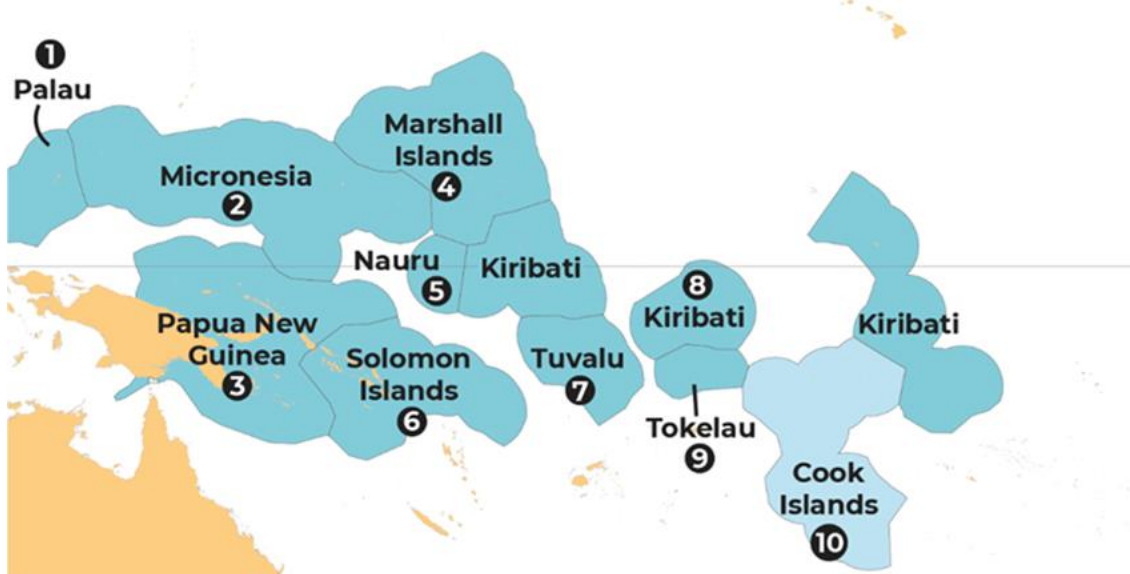 1
Palau
Micronesia
2
Marshall
Islands
4
Nauru
5
Kiribati
Papua New
Guinea
3
Solomon
Islands
6
Tuvalu
7
8
Kiribati
Tokelau
9
Kiribati
Cook
Islands
10